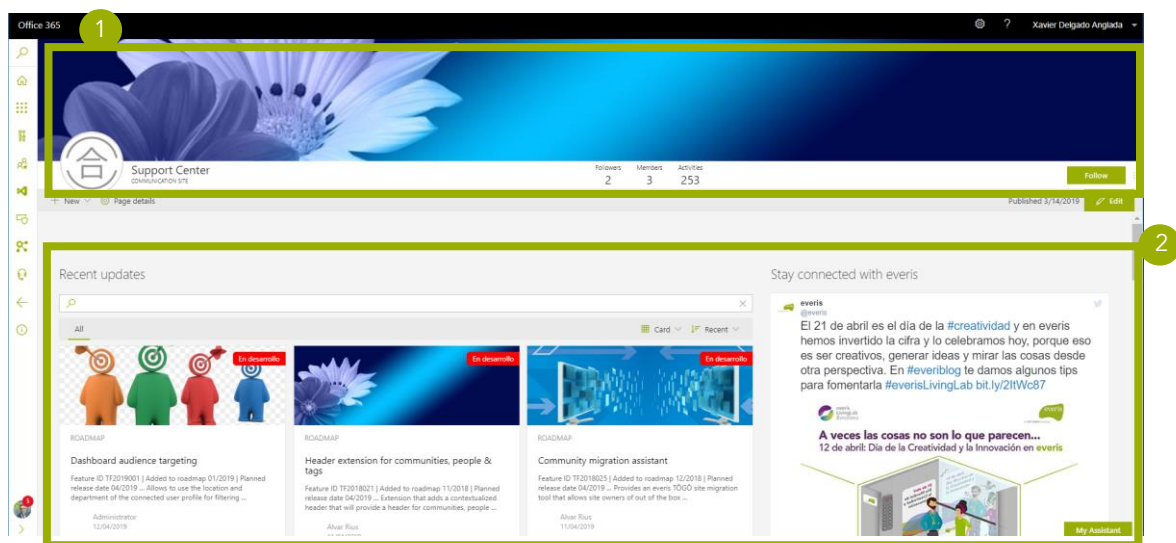 Office 365
1
?
Xavier Delgado Anglada
合
Support Center
COMMUNICATION SITE
Followers Members Activities
2 3 253
Follow
+ New
Page details
Published 3/14/2019
Edit
2
Recent updates
All
Card
Recent
En desarrollo
ROADMAP
Dashboard audience targeting
Feature ID TF2019001 | Added to roadmap 01/2019 | Planned
release date 04/2019 ... Allows to use the location and
department of the connected user profile for filtering ...
Administrator
12/04/2019
En desarrollo
ROADMAP
Header extension for communities, people &
tags
Feature ID TF2018021 | Added to roadmap 11/2018 | Planned
release date 04/2019 ... Extension that adds a contextualized
header that will provide a header for communities, people ...
Alvar Rius
En desarrollo
ROADMAP
Community migration assistant
Feature ID TF2018025 | Added to roadmap 12/2018 | Planned
release date 04/2019 ... Provides an everis TŌGŌ site migration
tool that allows site owners of out of the box ...
Alvar Rius
11/04/2019
Stay connected with everis
everis
@everis
El 21 de abril es el día de la #creatividad y en everis
hemos invertido la cifra y lo celebramos hoy, porque eso
es ser creativos, generar ideas y mirar las cosas desde
otra perspectiva. En #everiblog te damos algunos tips
para fomentarla #everisLivingLab bit.ly/2ItWc87
everis
LivingLab
everis
A veces las cosas no son lo que parecen...
12 de abril: Día de la Creatividad y la Innovación en everis
My Assistant